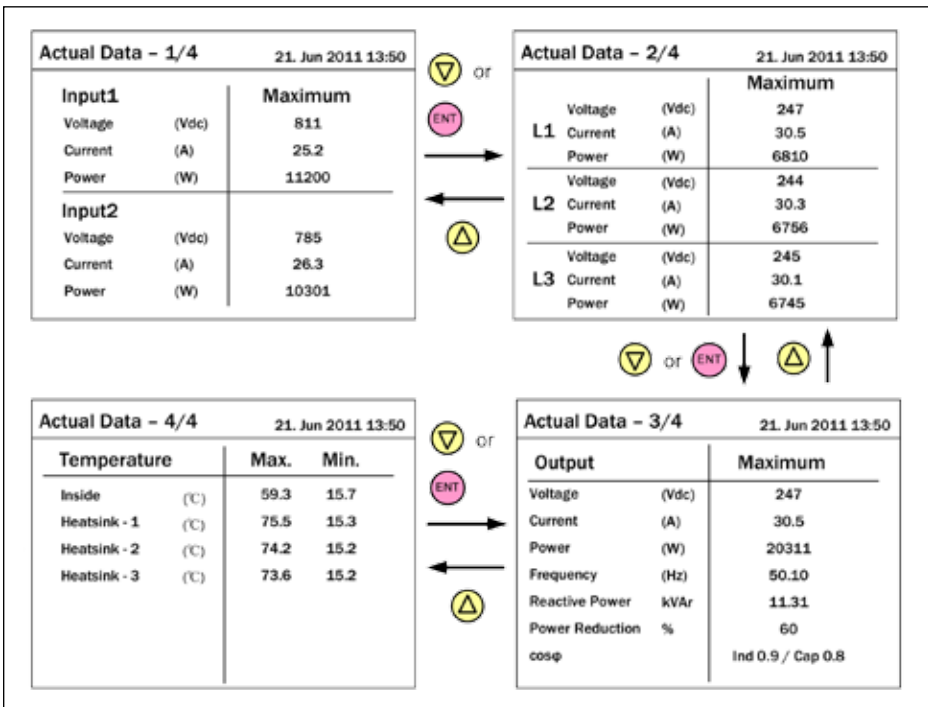 Actual Data – 1/4 21. Jun 2011 13:50
Input1 Maximum
Voltage (Vdc) 811
Current (A) 25.2
Power (W) 11200
Input2
Voltage (Vdc) 785
Current (A) 26.3
Power (W) 10301
or
ENT
Actual Data – 2/4 21. Jun 2011 13:50
Maximum
Voltage (Vdc) 247
L1 Current (A) 30.5
Power (W) 6810
Voltage (Vdc) 244
L2 Current (A) 30.3
Power (W) 6756
Voltage (Vdc) 245
L3 Current (A) 30.1
Power (W) 6745
or ENT
Actual Data – 4/4 21. Jun 2011 13:50
Temperature Max. Min.
Inside (℃) 59.3 15.7
Heatsink - 1 (℃) 75.5 15.3
Heatsink - 2 (℃) 74.2 15.2
Heatsink - 3 (℃) 73.6 15.2
or
ENT
Actual Data – 3/4 21. Jun 2011 13:50
Output Maximum
Voltage (Vdc) 247
Current (A) 30.5
Power (W) 20311
Frequency (Hz) 50.10
Reactive Power kVAr 11.31
Power Reduction % 60
cosφ Ind 0.9 / Cap 0.8